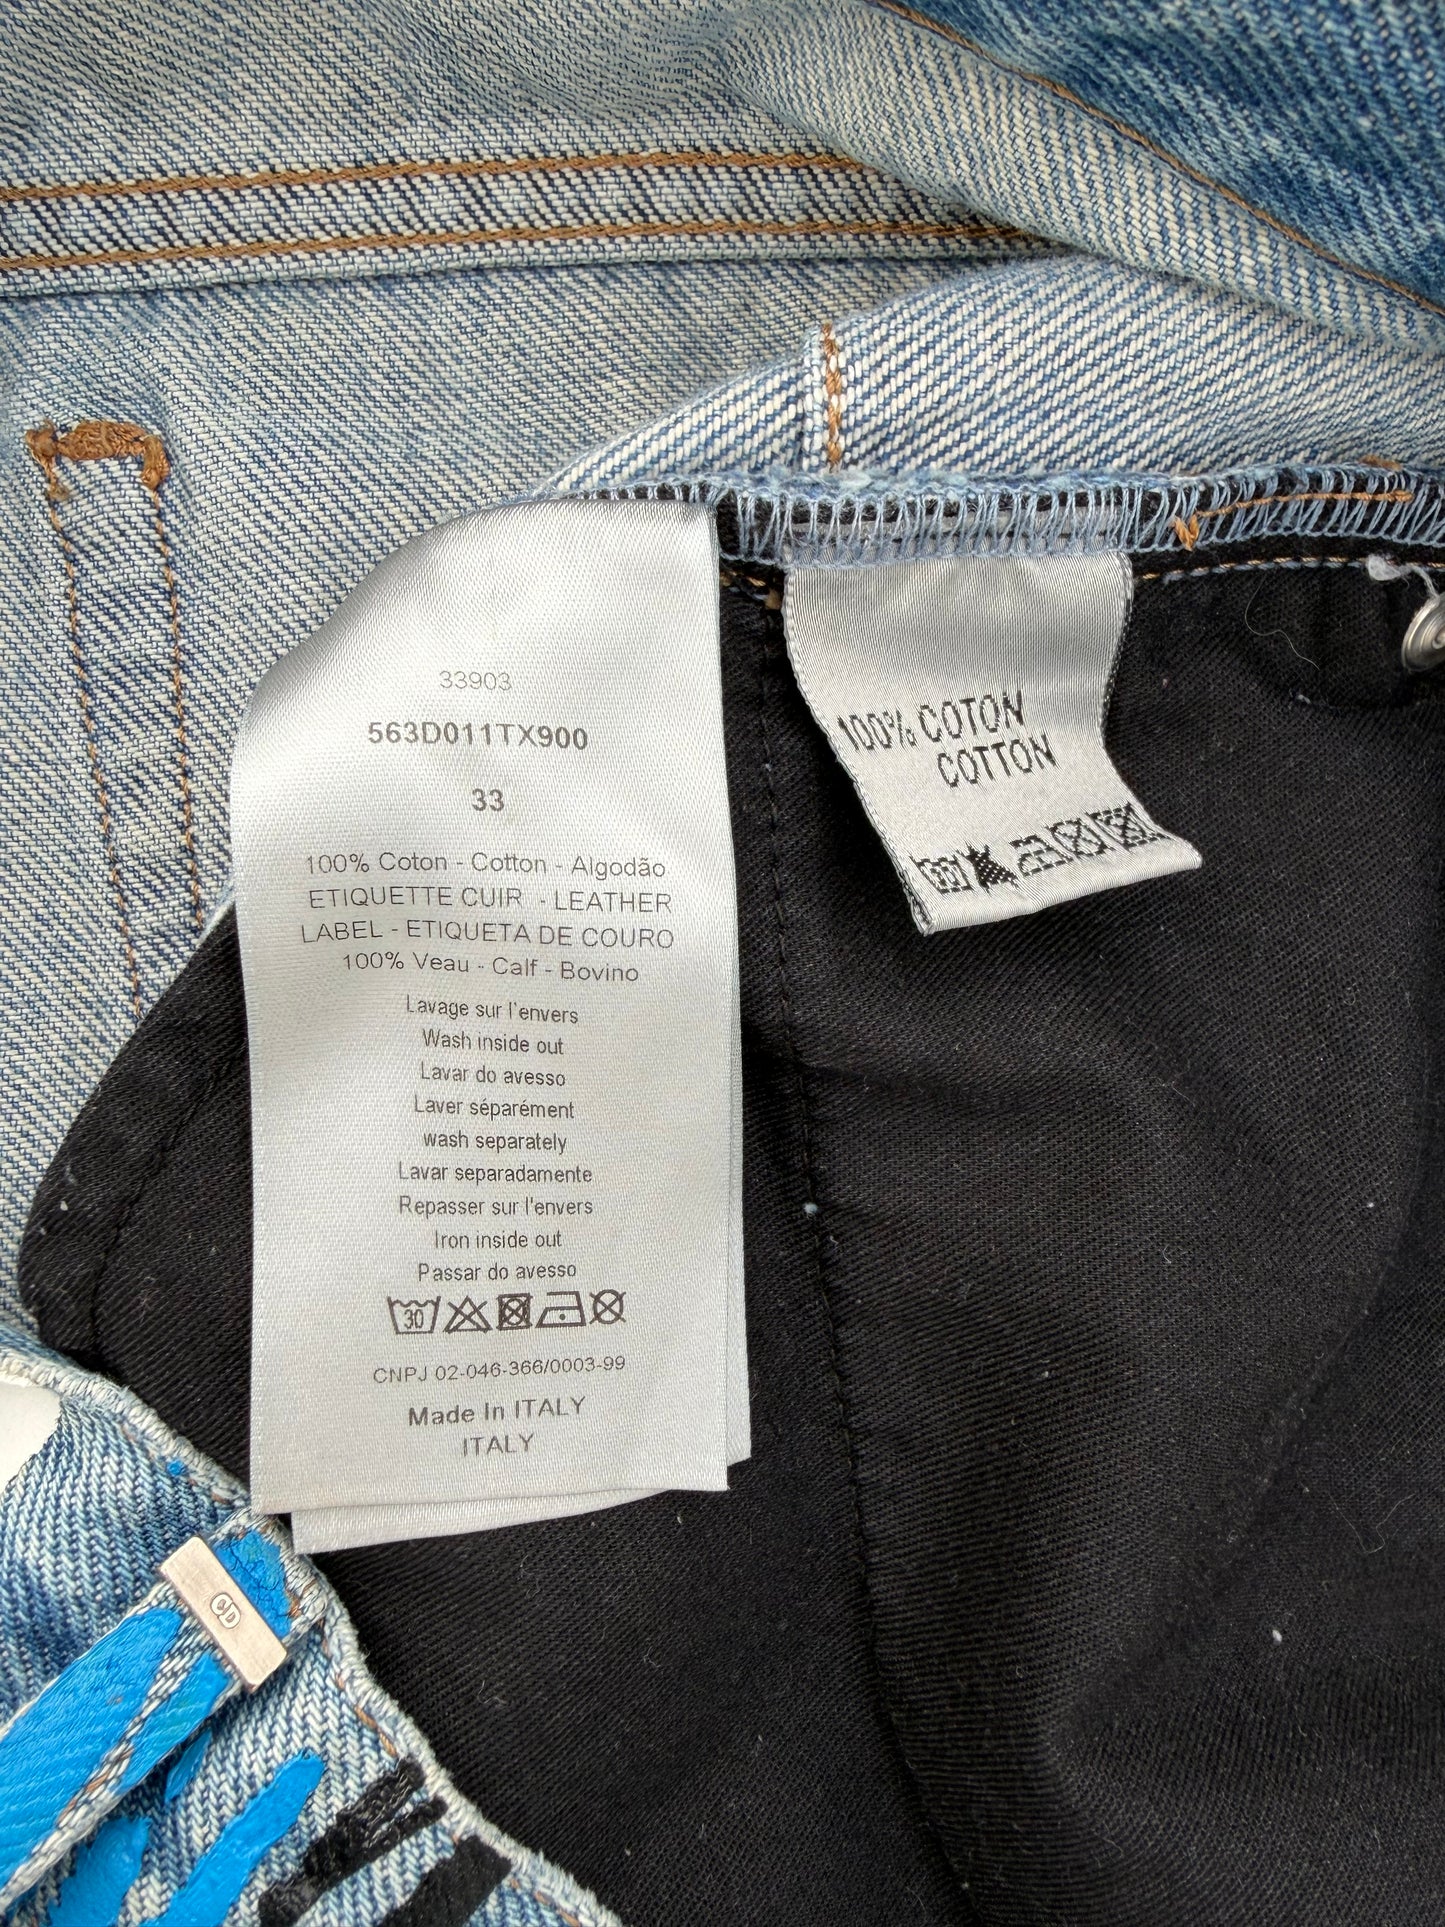 33903
563D011TX900
33
100% Coton - Cotton - Algodão
ETIQUETTE CUIR - LEATHER
LABEL - ETIQUETA DE COURO
100% Veau - Calf - Bovino
Lavage sur l'envers
Wash inside out
Lavar do avesso
Laver séparément
wash separately
Lavar separadamente
Repasser sur l'envers
Iron inside out
Passar do avesso
30
CNPJ 02-046-366/0003-99
Made In ITALY
ITALY
100% COTON
COTTON
30
CD